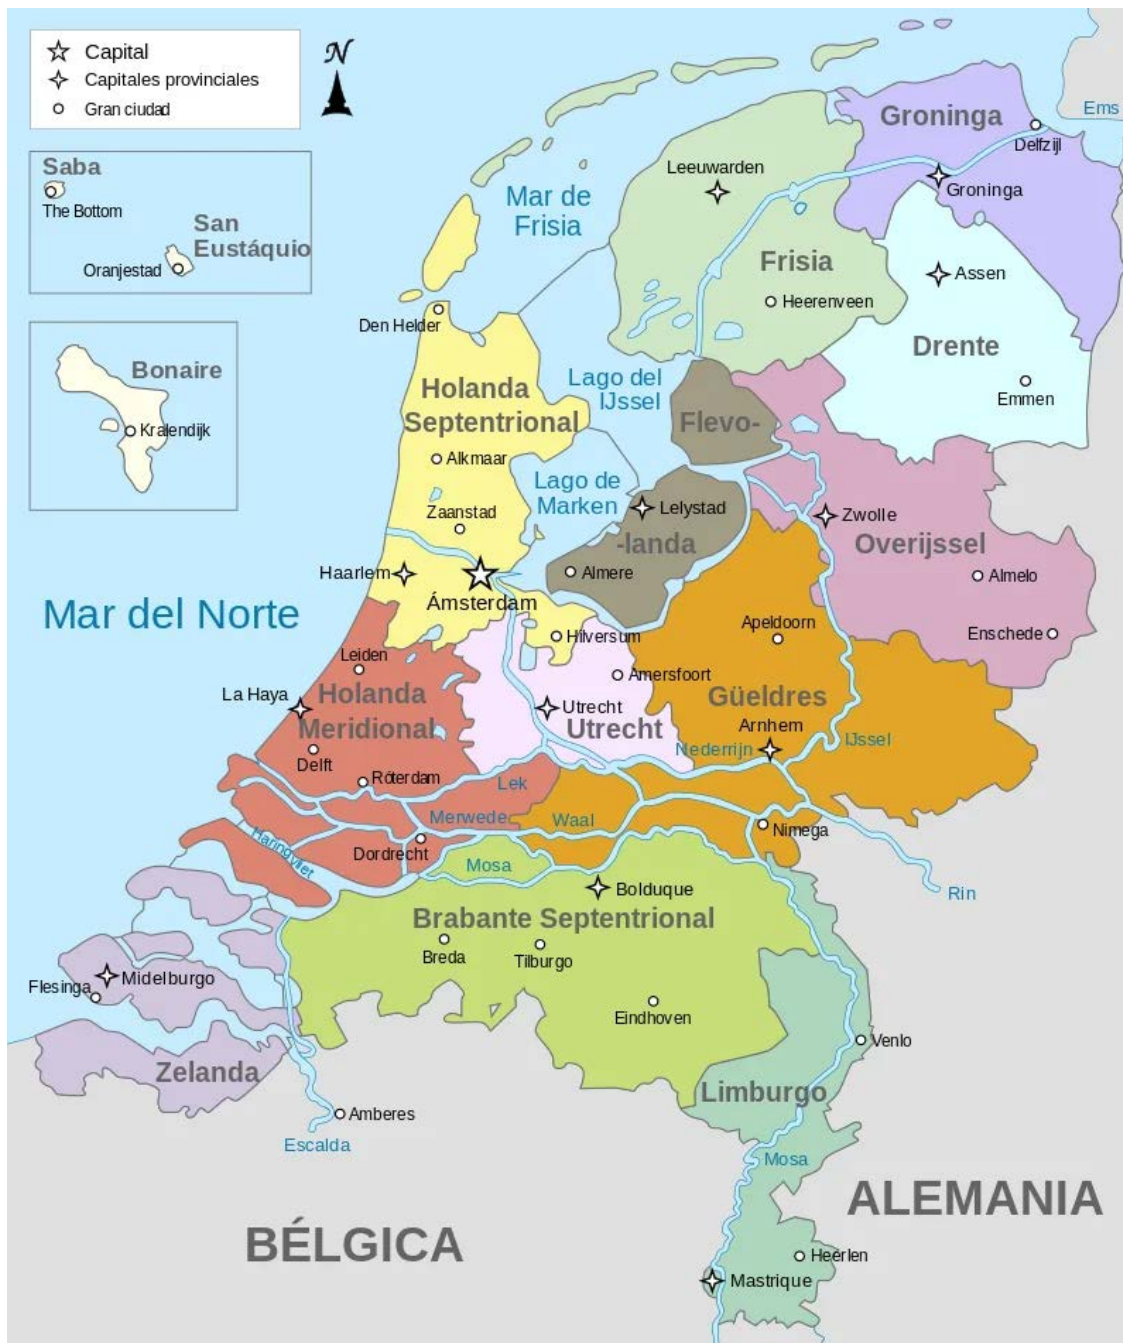 Capital
Capitales provinciales
Gran ciudad
N
Saba
The Bottom
San
Eustáquio
Oranjestad
Bonaire
Kralendijk
Groninga
Ems
Delfzijl
Groninga
Leeuwarden
Mar de
Frisia
Frisia
Heerenveen
Assen
Drente
Emmen
Den Helder
Holanda
Septentrional
Lago del
IJssel
Flevo-
Alkmaar
Lago de
Marken
Zaanstad
Lelystad
Zwolle
-landa
Overijssel
Haarlem
Almere
Almelo
Ámsterdam
Mar del Norte
Hilversum
Apeldoorn
Enschede
Leiden
Amersfoort
La Haya
Holanda
Meridional
Utrecht
Utrecht
Güeldres
Arnhem
Nederrijn
IJssel
Delft
Róterdam
Lek
Merwede
Waal
Nimega
Haringvliet
Dordrecht
Mosa
Rin
Bolduque
Brabante Septentrional
Breda
Tilburgo
Midelburgo
Flesinga
Eindhoven
Venlo
Zelanda
Limburgo
Amberes
Escalda
Mosa
ALEMANIA
BÉLGICA
Heerlen
Mastrique